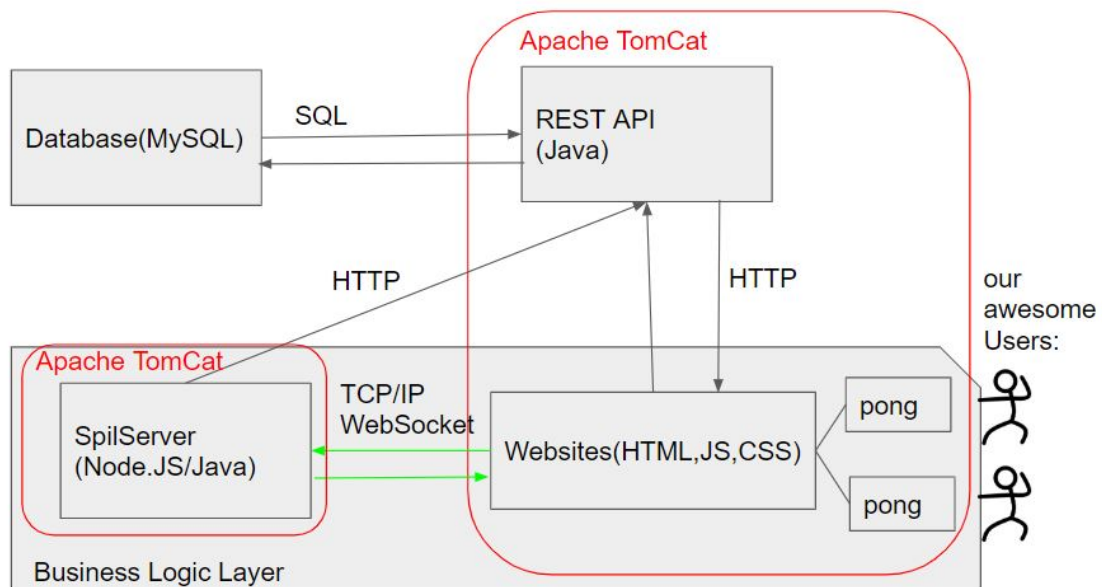 Apache TomCat
Database(MySQL)
SQL
REST API
(Java)
HTTP
HTTP
our
awesome
Users:
Apache TomCat
SpilServer
(Node.JS/Java)
TCP/IP
WebSocket
Websites(HTML,JS,CSS)
pong
pong
Business Logic Layer